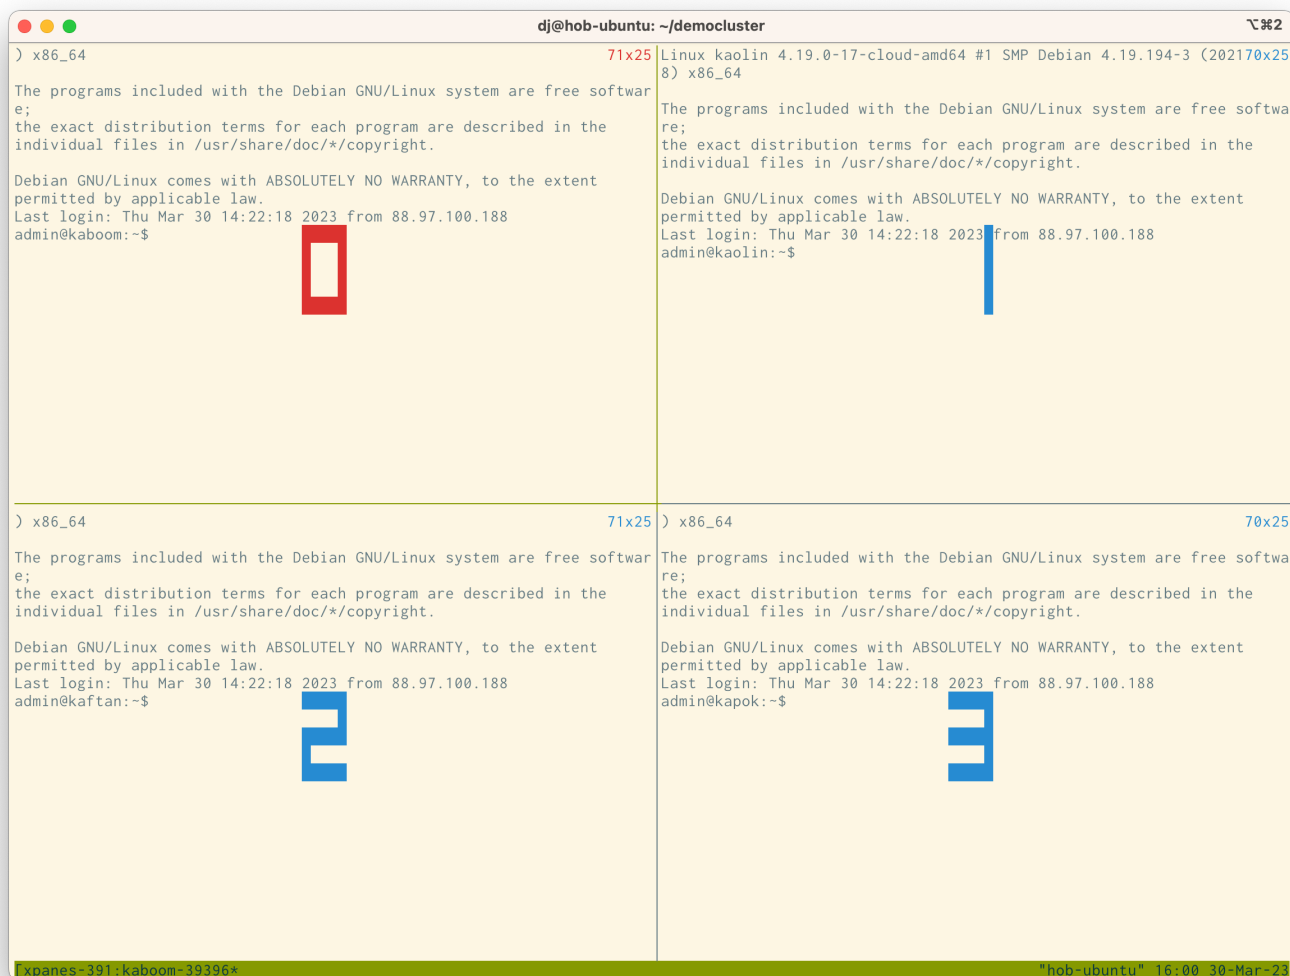 dj@hob-ubuntu: ~/democluster
⌥⌘2
) x86_64 71x25
The programs included with the Debian GNU/Linux system are free softwar
e;
the exact distribution terms for each program are described in the
individual files in /usr/share/doc/*/copyright.
Debian GNU/Linux comes with ABSOLUTELY NO WARRANTY, to the extent
permitted by applicable law.
Last login: Thu Mar 30 14:22:18 2023 from 88.97.100.188
admin@kaboom:~$
0
Linux kaolin 4.19.0-17-cloud-amd64 #1 SMP Debian 4.19.194-3 (202170x25
8) x86_64
The programs included with the Debian GNU/Linux system are free softwa
re;
the exact distribution terms for each program are described in the
individual files in /usr/share/doc/*/copyright.
Debian GNU/Linux comes with ABSOLUTELY NO WARRANTY, to the extent
permitted by applicable law.
Last login: Thu Mar 30 14:22:18 2023 from 88.97.100.188
admin@kaolin:~$
1
) x86_64 71x25
The programs included with the Debian GNU/Linux system are free softwar
e;
the exact distribution terms for each program are described in the
individual files in /usr/share/doc/*/copyright.
Debian GNU/Linux comes with ABSOLUTELY NO WARRANTY, to the extent
permitted by applicable law.
Last login: Thu Mar 30 14:22:18 2023 from 88.97.100.188
admin@kaftan:~$
2
) x86_64 70x25
The programs included with the Debian GNU/Linux system are free softwa
re;
the exact distribution terms for each program are described in the
individual files in /usr/share/doc/*/copyright.
Debian GNU/Linux comes with ABSOLUTELY NO WARRANTY, to the extent
permitted by applicable law.
Last login: Thu Mar 30 14:22:18 2023 from 88.97.100.188
admin@kapok:~$
3
[xpanes-391:kaboom-39396* "hob-ubuntu" 16:00 30-Mar-23